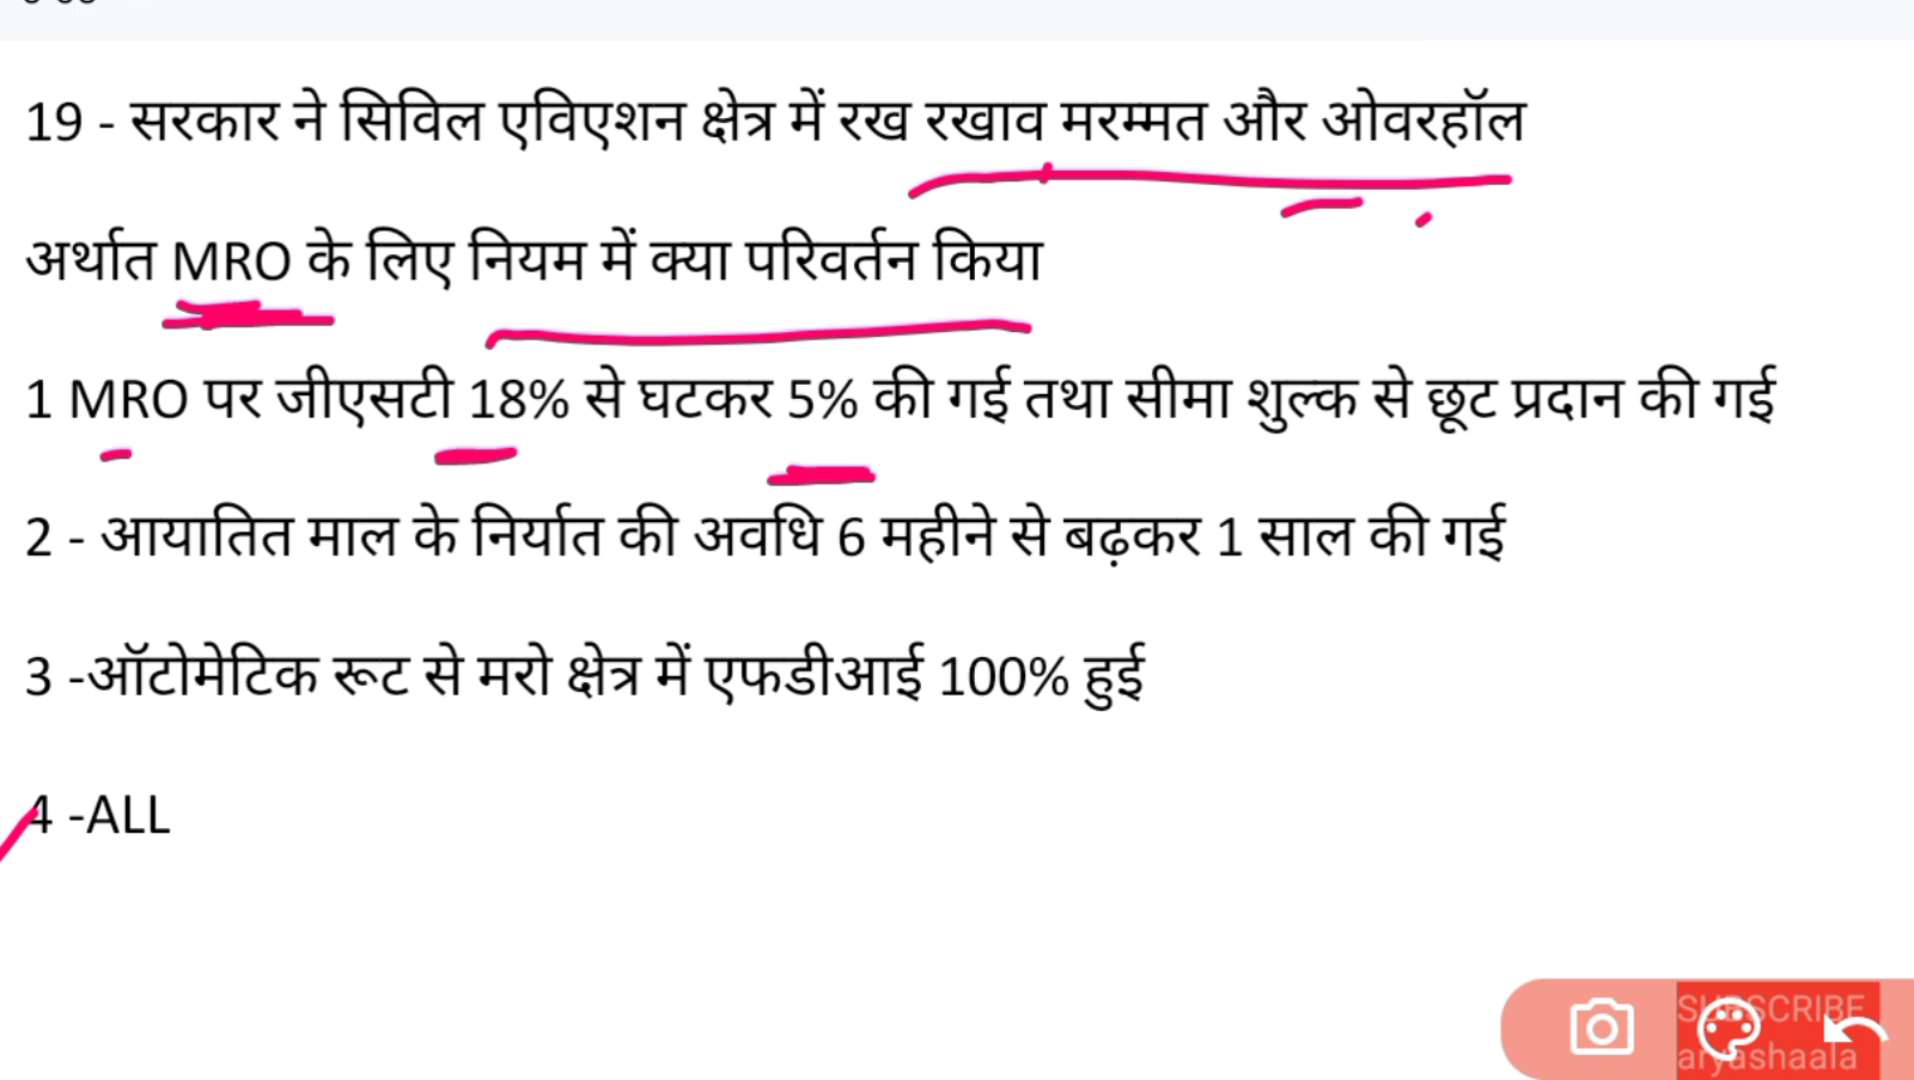 19 - सरकार ने सिविल एविएशन क्षेत्र में रख रखाव मरम्मत और ओवरहॉल
अर्थात MRO के लिए नियम में क्या परिवर्तन किया
1 MRO पर जीएसटी 18% से घटकर 5% की गई तथा सीमा शुल्क से छूट प्रदान की गई
2 - आयातित माल के निर्यात की अवधि 6 महीने से बढ़कर 1 साल की गई
3 -ऑटोमेटिक रूट से मरो क्षेत्र में एफडीआई 100% हुई
4 -ALL
SUBSCRIBE
aryashaala